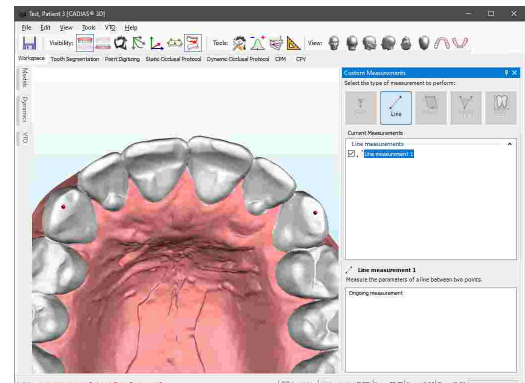 Test, Patient 3 [CADIAS® 3D]
File Edit View Tools VTO Help
Visibility: Tools: View:
Workspace Tooth Segmentation Point Digitizing Static Occlusal Protocol Dynamic Occlusal Protocol CPM CPV
Models
Dynamics
VTO
Custom Measurements
Select the type of measurement to perform:
Line
Current Measurements
Line measurements
Line measurement 1
Line measurement 1
Measure the parameters of a line between two points.
Ongoing measurement